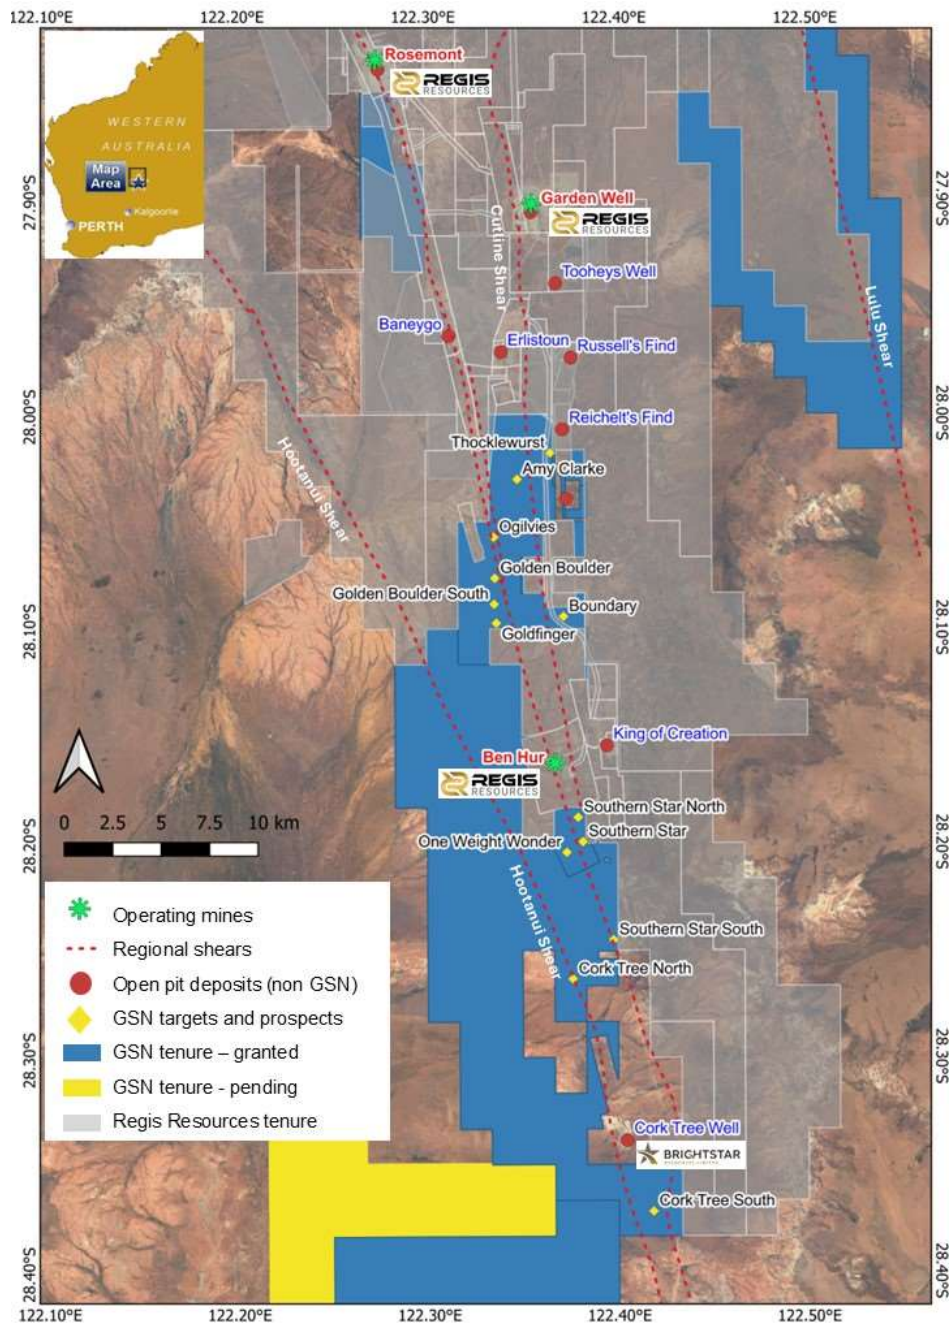 122.10°E 122.20°E 122.30°E 122.40°E 122.50°E
WESTERN
AUSTRALIA
Map
Area
Kalgoorlie
PERTH
Rosemont
REGIS
RESOURCES
27.90°S
27.90°S
Garden Well
REGIS
RESOURCES
Cutline Shear
Tooheys Well
Lulu Shear
Baneygo
Erlistoun
Russell's Find
28.00°S
28.00°S
Reichelt's Find
Thocklewurst
Amy Clarke
Hootanui Shear
Ogilvies
Golden Boulder
Golden Boulder South
Boundary
Goldfinger
28.10°S
28.10°S
King of Creation
Ben Hur
REGIS
RESOURCES
0 2.5 5 7.5 10 km
Southern Star North
Southern Star
One Weight Wonder
28.20°S
28.20°S
Hootanui Shear
Southern Star South
Cork Tree North
Operating mines
Regional shears
Open pit deposits (non GSN)
GSN targets and prospects
GSN tenure – granted
GSN tenure - pending
Regis Resources tenure
28.30°S
28.30°S
Cork Tree Well
BRIGHTSTAR
Cork Tree South
28.40°S
28.40°S
122.10°E 122.20°E 122.30°E 122.40°E 122.50°E